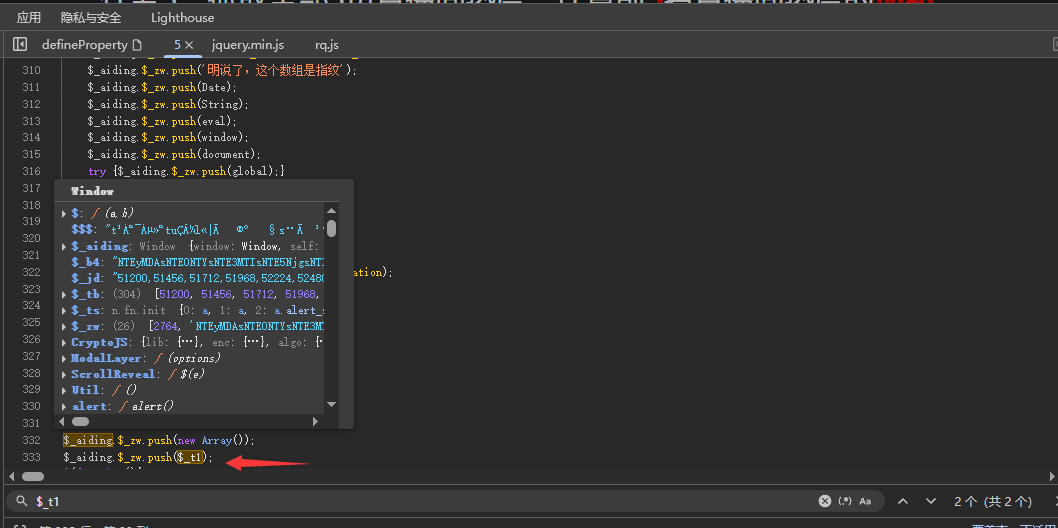 应用 隐私与安全 Lighthouse
defineProperty 5 × jquery.min.js rq.js
310 $_aiding.$_zw.push('明说了，这个数组是指纹');
311 $_aiding.$_zw.push(Date);
312 $_aiding.$_zw.push(String);
313 $_aiding.$_zw.push(eval);
314 $_aiding.$_zw.push(window);
315 $_aiding.$_zw.push(document);
316 try {$_aiding.$_zw.push(global);}
317
Window
318
$: ƒ (a,b)
319
320
$_aiding: Window {window: Window, self:
321
$_b4: "NTEyMDAsNTE0NTYsNTE3MTIsNTE5NjgsNTI
322 ation);
$_jd: "51200,51456,51712,51968,52224,52480
323
$_tb: (304) [51200, 51456, 51712, 51968,
324
$_ts: n.fn.init {0: a, 1: a, 2: a.alert_
325
$_zw: (26) [2764, 'NTEyMDAsNTE0NTYsNTE3M
326
CryptoJS: {lib: {…}, enc: {…}, algo: {
327
ModalLayer: ƒ (options)
328
ScrollReveal: ƒ $(e)
329
Util: ƒ ()
330
alert: ƒ alert()
331
332 $_aiding.$_zw.push(new Array());
333 $_aiding.$_zw.push($_t1);
$_t1 (.*) Aa 2 个 (共 2 个)